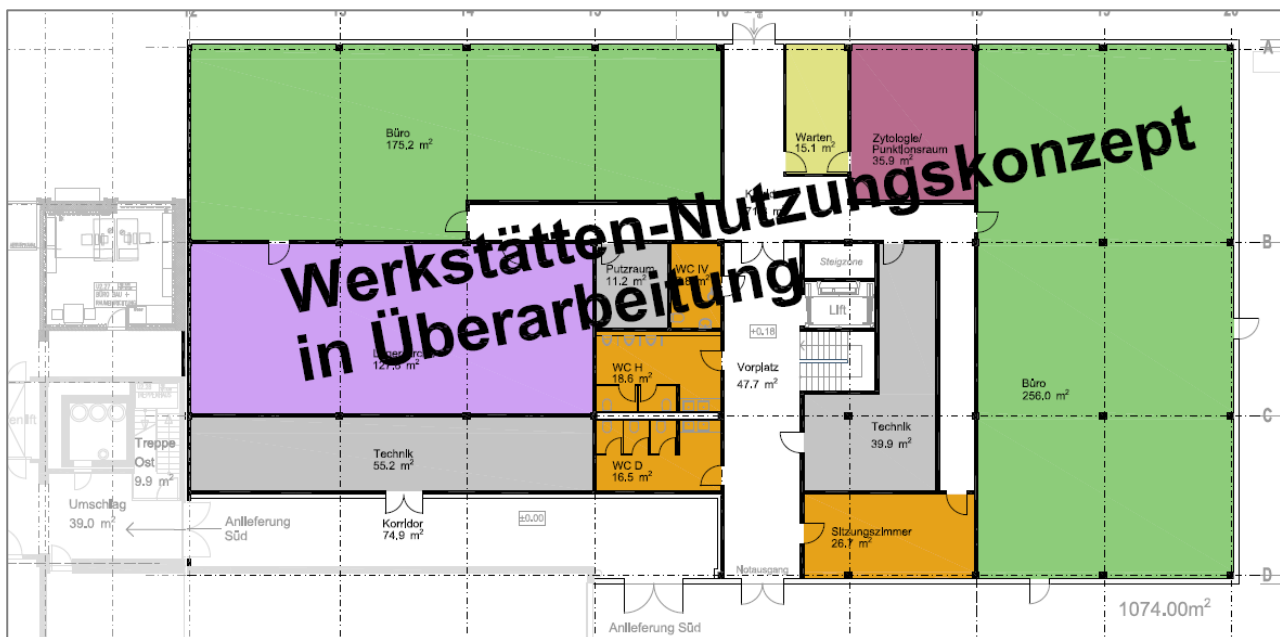 12
14
A
Büro
175,2 m²
Warten
15.1 m²
Zytologie/
Punktionsraum
35.9 m²
Werkstätten-Nutzungskonzept
in Überarbeitung
B
Putzraum
11.2 m²
WC IV
Steigzone
Lift
+0.18
WC H
18.6 m²
Vorplatz
47.7 m²
Büro
256.0 m²
C
Treppe
Ost
9.9 m²
Technik
55.2 m²
WC D
16.5 m²
Technik
39.9 m²
Umschlag
39.0 m²
Anlieferung
Süd
Korridor
74.9 m²
±0.00
Sitzungszimmer
26.7 m²
Notausgang
D
1074.00m²
Anlieferung Süd